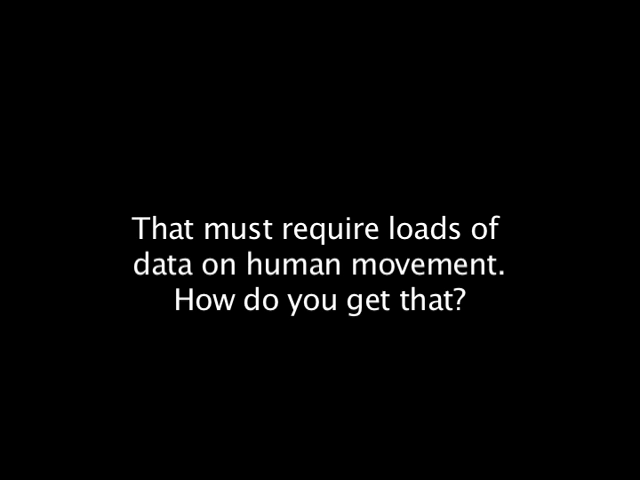 That must require loads of
data on human movement.
How do you get that?